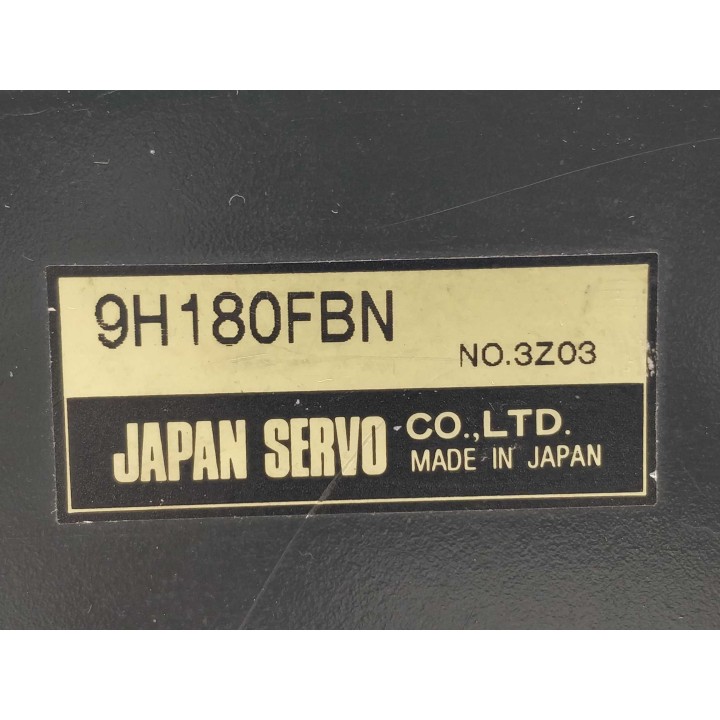 9H180FBN
NO.3Z03
JAPAN SERVO CO.,LTD.
MADE IN JAPAN